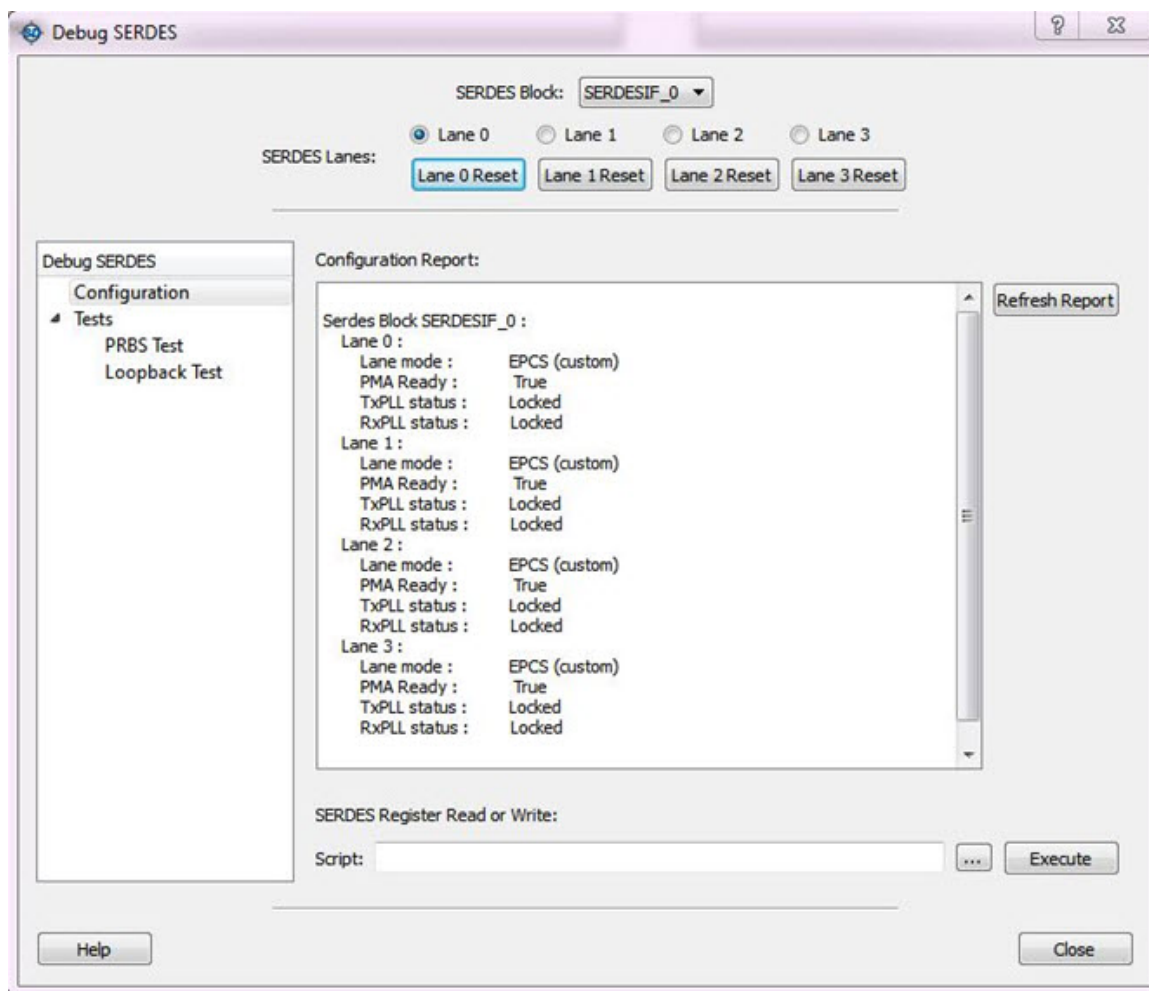 Debug SERDES
SERDES Block: SERDESIF_0
SERDES Lanes:
Lane 0 Lane 1 Lane 2 Lane 3
Lane 0 Reset Lane 1 Reset Lane 2 Reset Lane 3 Reset
Debug SERDES
Configuration
Tests
PRBS Test
Loopback Test
Configuration Report:
Refresh Report
Serdes Block SERDESIF_0 :
Lane 0 :
Lane mode : EPCS (custom)
PMA Ready : True
TxPLL status : Locked
RxPLL status : Locked
Lane 1 :
Lane mode : EPCS (custom)
PMA Ready : True
TxPLL status : Locked
RxPLL status : Locked
Lane 2 :
Lane mode : EPCS (custom)
PMA Ready : True
TxPLL status : Locked
RxPLL status : Locked
Lane 3 :
Lane mode : EPCS (custom)
PMA Ready : True
TxPLL status : Locked
RxPLL status : Locked
SERDES Register Read or Write:
Script: ... Execute
Help Close